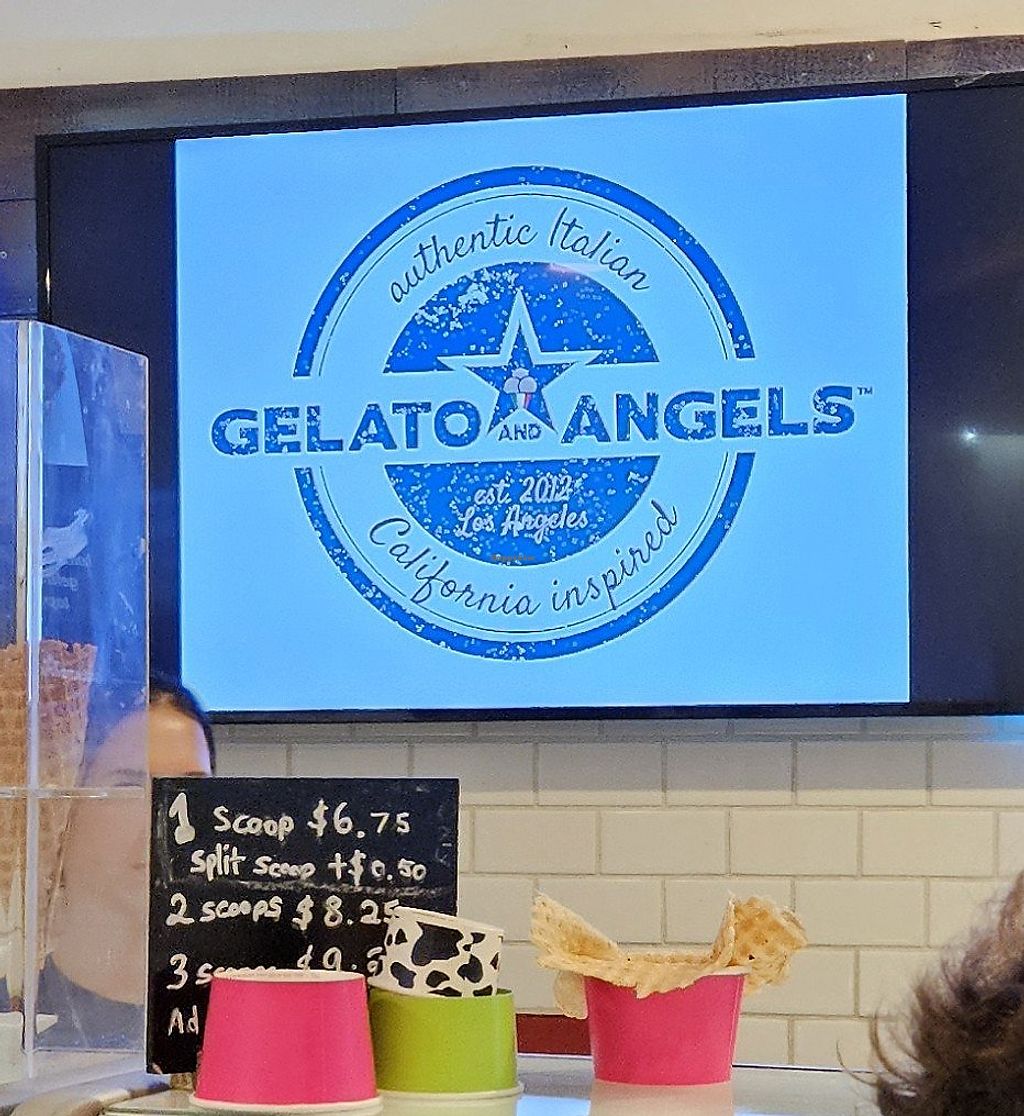 authentic Italian
GELATO AND ANGELS™
est. 2012
Los Angeles
California inspired
1 Scoop $6.75
Split Scoop +$0.50
2 scoops $8.25
3
Ad